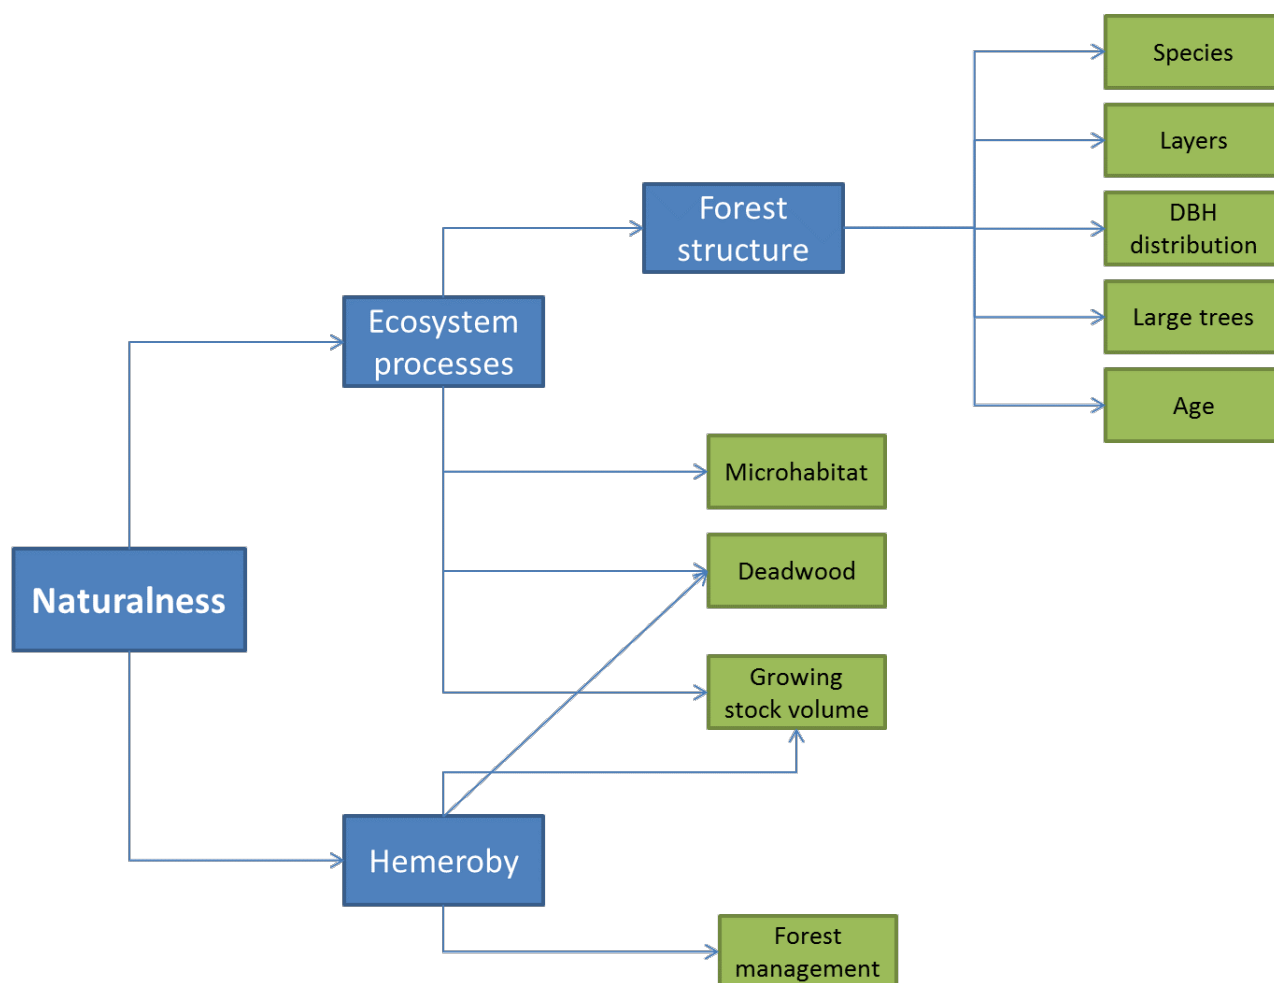 Species
Layers
Forest
structure
DBH
distribution
Ecosystem
processes
Large trees
Age
Microhabitat
Deadwood
Naturalness
Growing
stock volume
Hemeroby
Forest
management